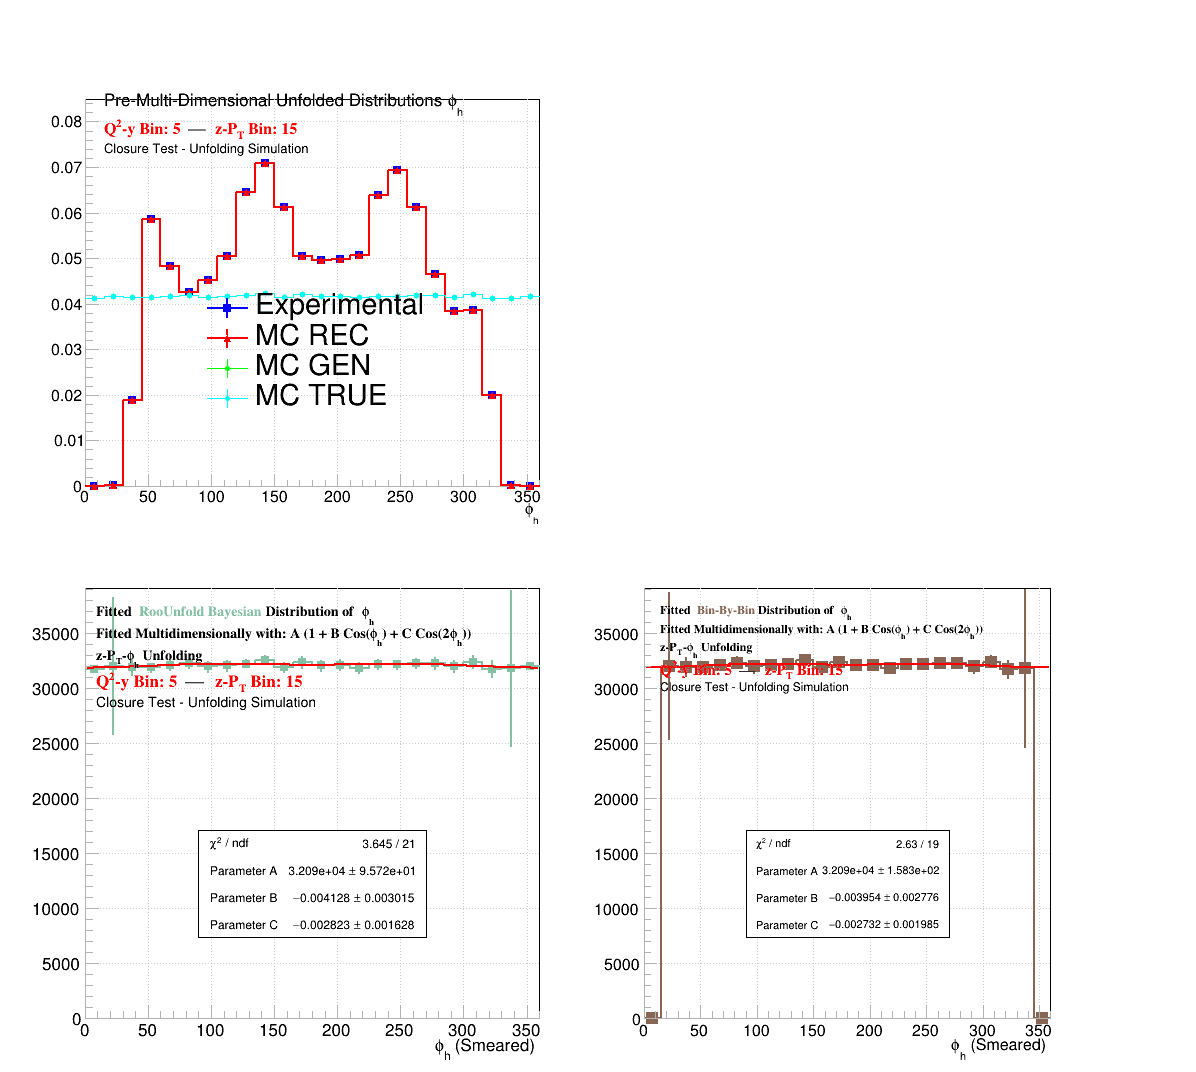 Pre-Multi-Dimensional Unfolded Distributions ϕh
Q2-y Bin: 5 — z-PT Bin: 15
Closure Test - Unfolding Simulation
0.08
0.07
0.06
0.05
0.04
0.03
0.02
0.01
0
Experimental
MC REC
MC GEN
MC TRUE
0 50 100 150 200 250 300 350
ϕh
Fitted RooUnfold Bayesian Distribution of ϕh
Fitted Multidimensionally with: A (1 + B Cos(ϕh) + C Cos(2ϕh))
z-PT-ϕh Unfolding
Q2-y Bin: 5 — z-PT Bin: 15
Closure Test - Unfolding Simulation
35000
30000
25000
20000
15000
10000
5000
0
χ2 / ndf 3.645 / 21
Parameter A 3.209e+04 ± 9.572e+01
Parameter B −0.004128 ± 0.003015
Parameter C −0.002823 ± 0.001628
0 50 100 150 200 250 300 350
ϕh (Smeared)
Fitted Bin-By-Bin Distribution of ϕh
Fitted Multidimensionally with: A (1 + B Cos(ϕh) + C Cos(2ϕh))
z-PT-ϕh Unfolding
Q2-y Bin: 5 — z-PT Bin: 15
Closure Test - Unfolding Simulation
35000
30000
25000
20000
15000
10000
5000
0
χ2 / ndf 2.63 / 19
Parameter A 3.209e+04 ± 1.583e+02
Parameter B −0.003954 ± 0.002776
Parameter C −0.002732 ± 0.001985
0 50 100 150 200 250 300 350
ϕh (Smeared)